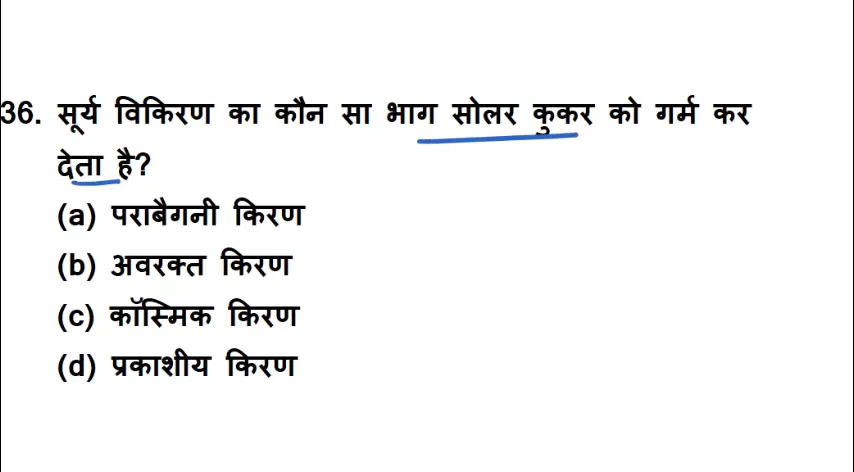 36. सूर्य विकिरण का कौन सा भाग सोलर कुकर को गर्म कर
देता है?
(a) पराबैगनी किरण
(b) अवरक्त किरण
(c) कॉस्मिक किरण
(d) प्रकाशीय किरण